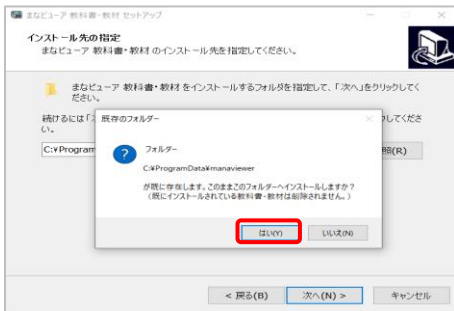 まなビューア 教科書・教材 セットアップ
インストール先の指定
まなビューア 教科書・教材 のインストール先を指定してください。
まなビューア 教科書・教材 をインストールするフォルダを指定して、「次へ」をクリックしてく
ださい。
続けるには「
い。
既存のフォルダー
クしてくださ
C:¥Program
(R)
フォルダー
C:¥ProgramData¥manaviewer
が既に存在します。このままこのフォルダーへインストールしますか？
（既にインストールされている教科書・教材は削除されません。）
はい(Y)
いいえ(N)
< 戻る(B)
次へ(N) >
キャンセル